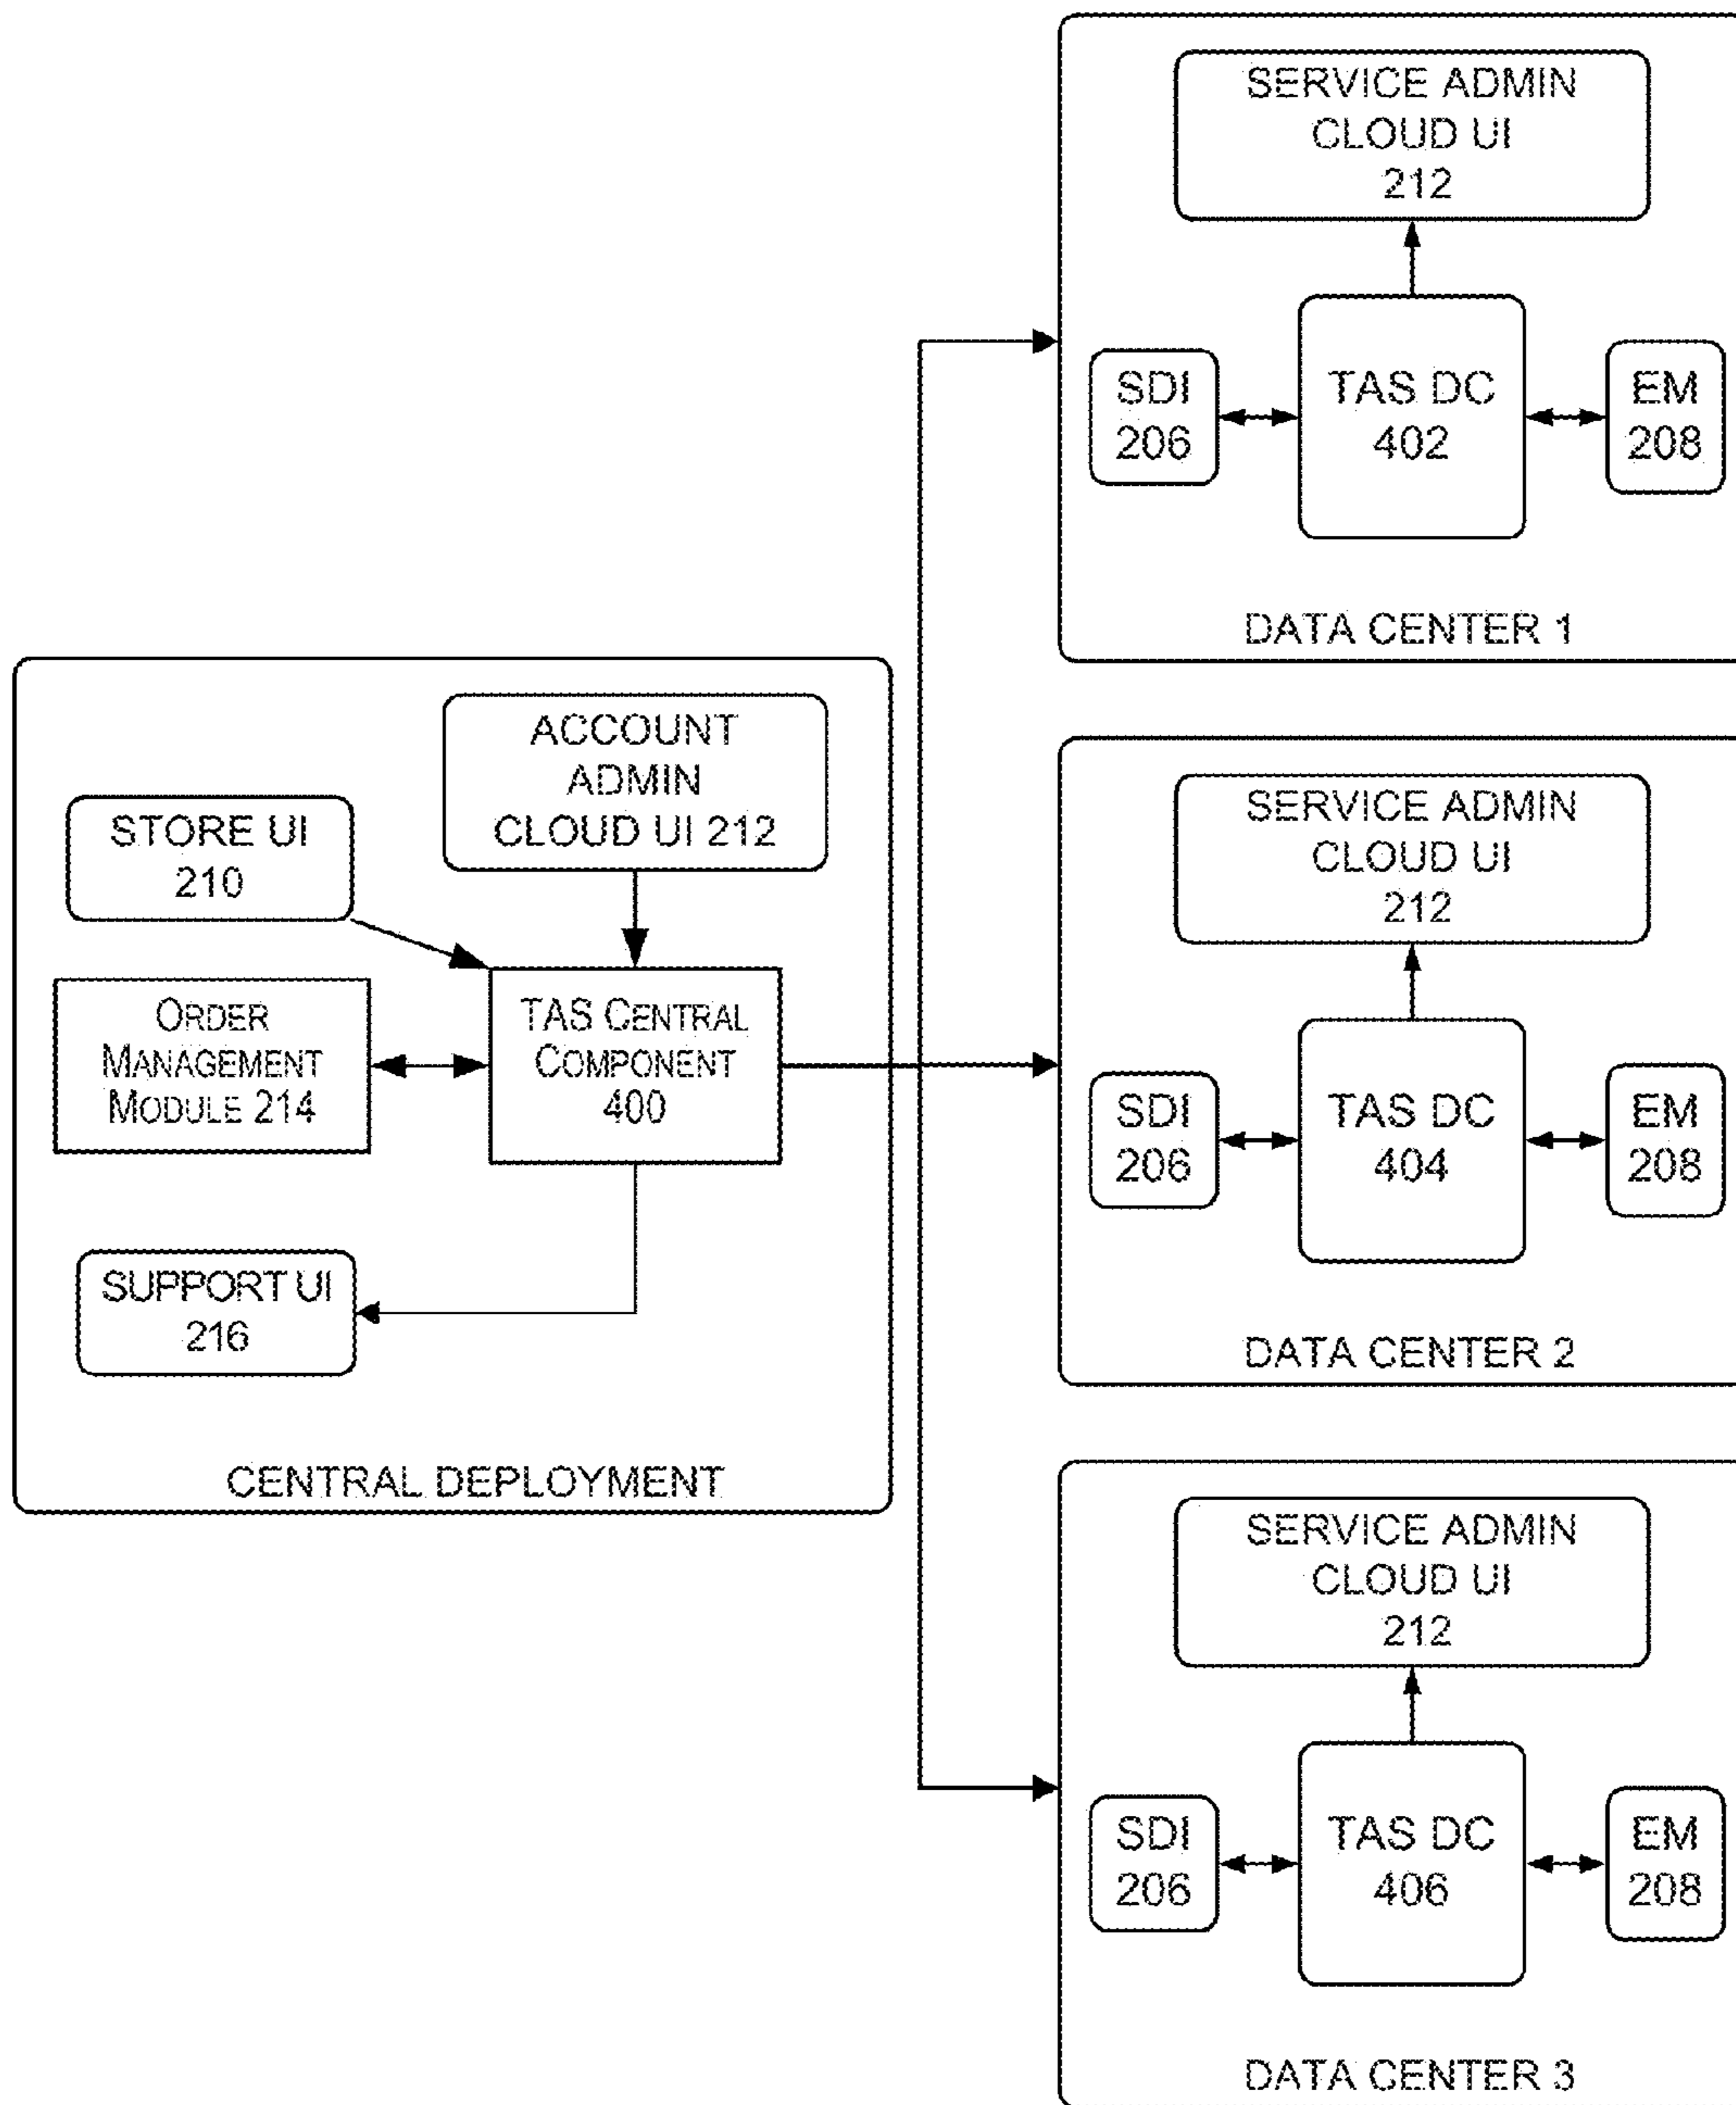 SERVICE ADMIN
CLOUD UI
212
SDI
206
TAS DC
402
EM
208
DATA CENTER 1
ACCOUNT
ADMIN
CLOUD UI 212
STORE UI
210
ORDER
MANAGEMENT
MODULE 214
TAS CENTRAL
COMPONENT
400
SUPPORT UI
216
CENTRAL DEPLOYMENT
SERVICE ADMIN
CLOUD UI
212
SDI
206
TAS DC
404
EM
208
DATA CENTER 2
SERVICE ADMIN
CLOUD UI
212
SDI
206
TAS DC
406
EM
208
DATA CENTER 3